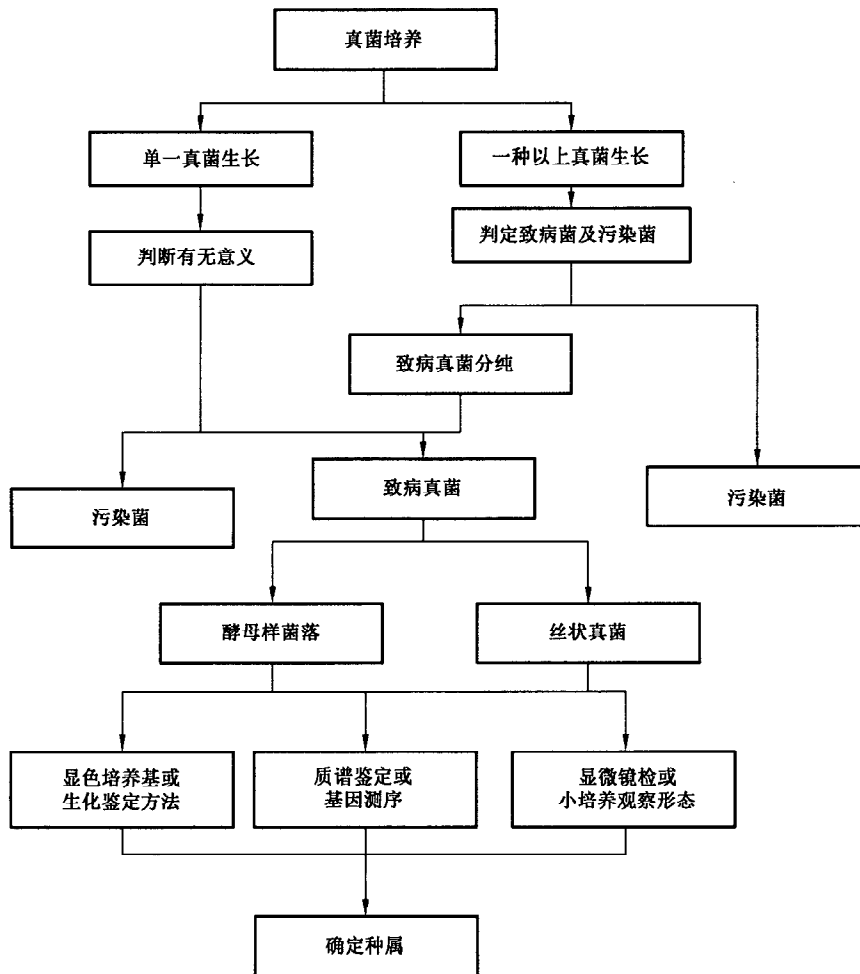 真菌培养
单一真菌生长
一种以上真菌生长
判断有无意义
判定致病菌及污染菌
致病真菌分纯
污染菌
致病真菌
污染菌
酵母样菌落
丝状真菌
显色培养基或
生化鉴定方法
质谱鉴定或
基因测序
显微镜检或
小培养观察形态
确定种属